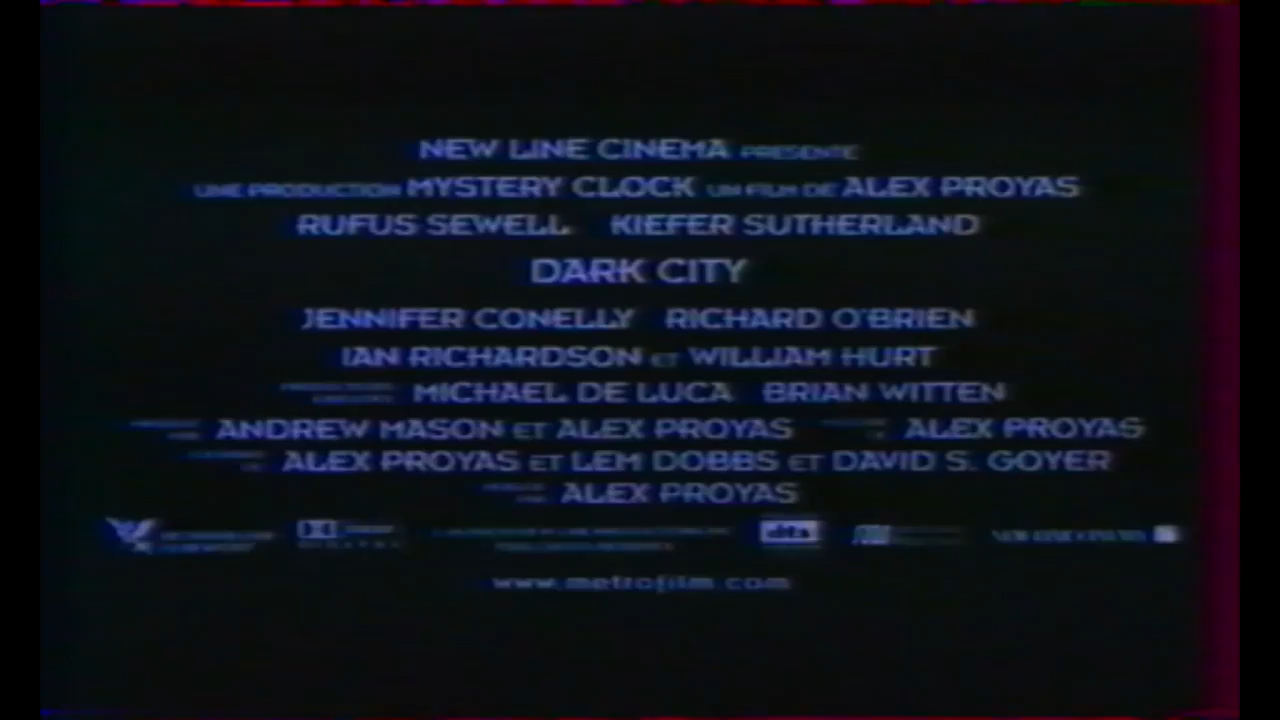 NEW LINE CINEMA PRESENTE
UNE PRODUCTION MYSTERY CLOCK UN FILM DE ALEX PROYAS
RUFUS SEWELL KIEFER SUTHERLAND
DARK CITY
JENNIFER CONELLY RICHARD O'BRIEN
IAN RICHARDSON ET WILLIAM HURT
MICHAEL DE LUCA BRIAN WITTEN
ANDREW MASON ET ALEX PROYAS ALEX PROYAS
ALEX PROYAS ET LEM DOBBS ET DAVID S. GOYER
ALEX PROYAS
dts
www.metrofilm.com